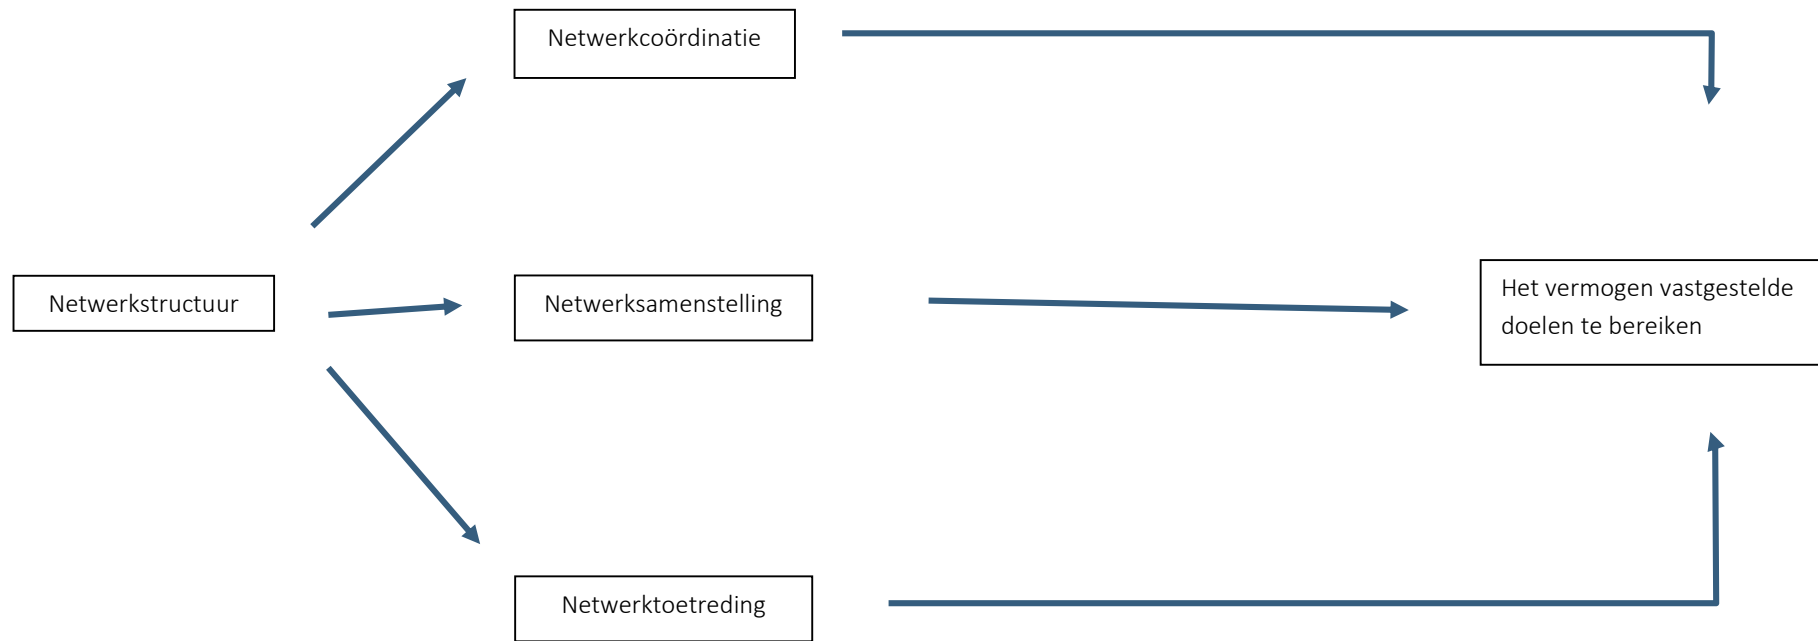 Netwerkcoördinatie
Netwerkstructuur
Netwerksamenstelling
Het vermogen vastgestelde
doelen te bereiken
Netwerktoetreding